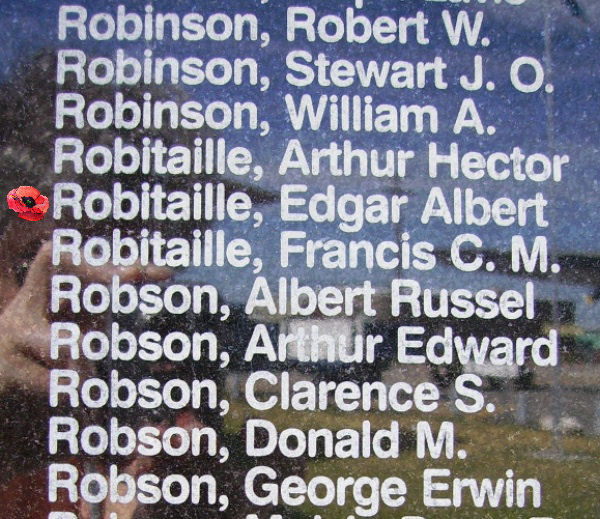 Robinson, Robert W.
Robinson, Stewart J. O.
Robinson, William A.
Robitaille, Arthur Hector
Robitaille, Edgar Albert
Robitaille, Francis C. M.
Robson, Albert Russel
Robson, Arthur Edward
Robson, Clarence S.
Robson, Donald M.
Robson, George Erwin